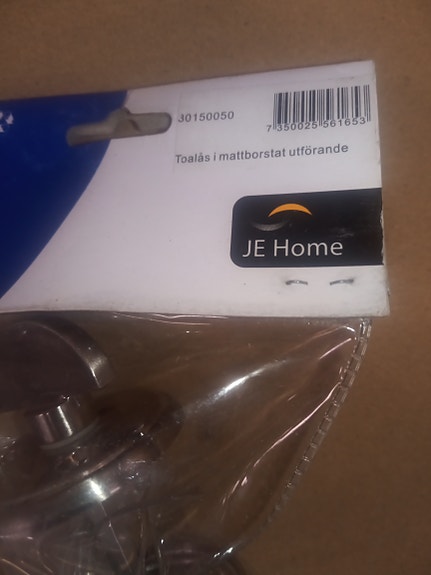 30150050
7 350025 561653
Toalås i mattborstat utförande
JE Home